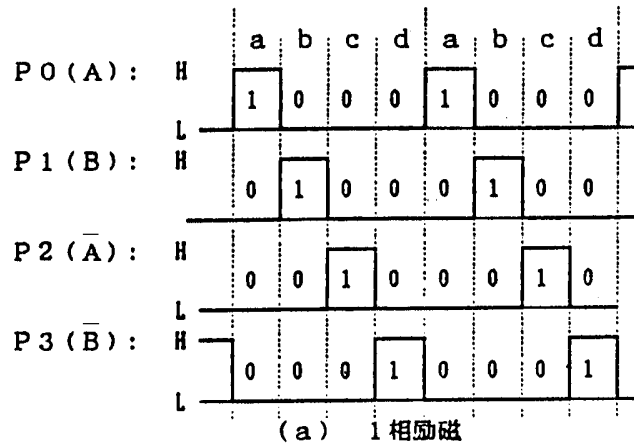 a b c d a b c d
P0(A): H
1 0 0 0 1 0 0 0
L
P1(B): H
0 1 0 0 0 1 0 0
P2(A̅): H
0 0 1 0 0 0 1 0
L
P3(B̅): H
0 0 0 1 0 0 0 1
L
(a) 1相励磁